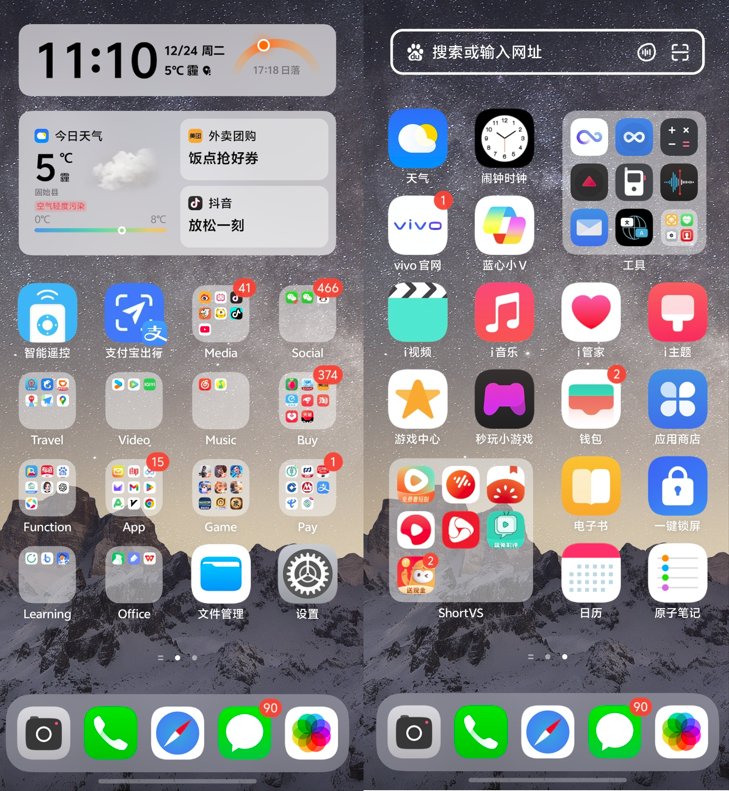 11:10
12/24 周二
5℃ 霾
17:18 日落
今日天气
5
℃
霾
固始县
空气轻度污染
0℃
8℃
美团
外卖团购
饭点抢好券
抖音
放松一刻
支
智能遥控
支付宝出行
41
466
Media
Social
374
Travel
Video
Music
Buy
15
1
Function
App
Game
Pay
Learning
Office
文件管理
设置
90
du
搜索或输入网址
天气
闹钟时钟
1
vivo
vivo 官网
蓝心小 V
工具
i 视频
i 音乐
i 管家
i 主题
2
游戏中心
秒玩小游戏
钱包
应用商店
2
送现金
电子书
一键锁屏
ShortVS
日历
原子笔记
90